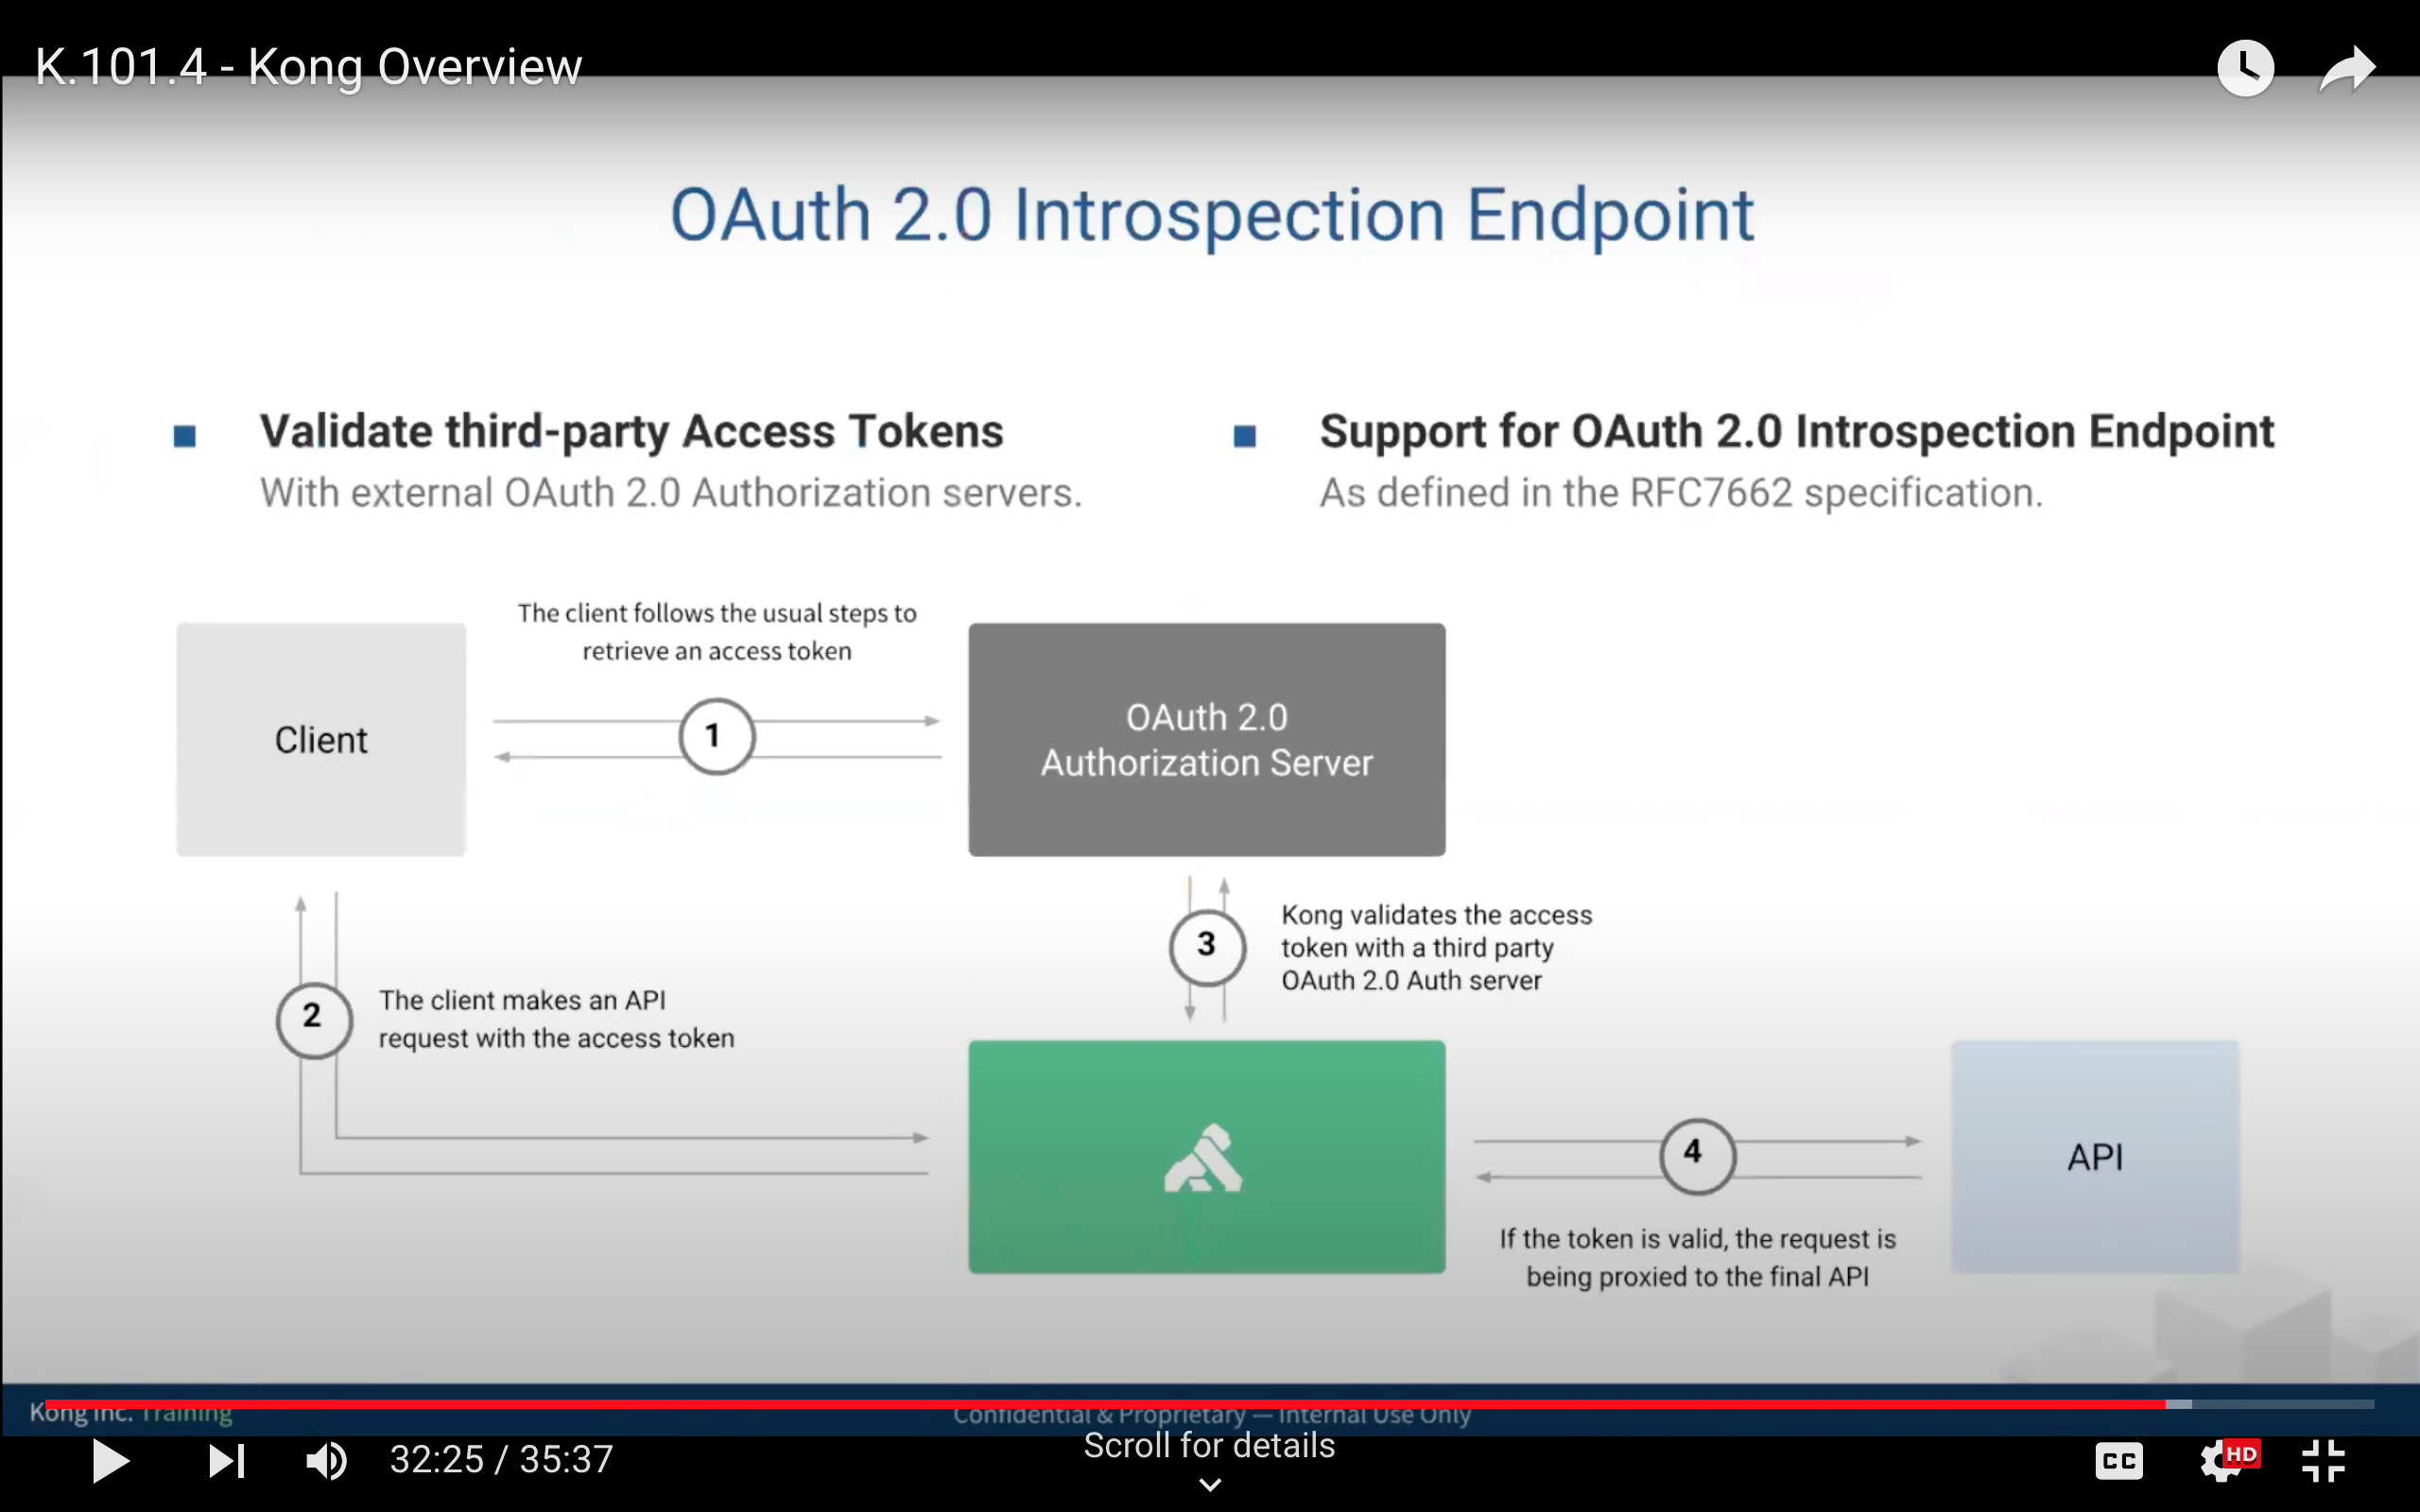 K.101.4 - Kong Overview
OAuth 2.0 Introspection Endpoint
Validate third-party Access Tokens
With external OAuth 2.0 Authorization servers.
Support for OAuth 2.0 Introspection Endpoint
As defined in the RFC7662 specification.
The client follows the usual steps to
retrieve an access token
Client
1
OAuth 2.0
Authorization Server
2
The client makes an API
request with the access token
3
Kong validates the access
token with a third party
OAuth 2.0 Auth server
4
API
If the token is valid, the request is
being proxied to the final API
Kong Inc. Training
Confidential & Proprietary — Internal Use Only
32:25 / 35:37
Scroll for details
CC
HD